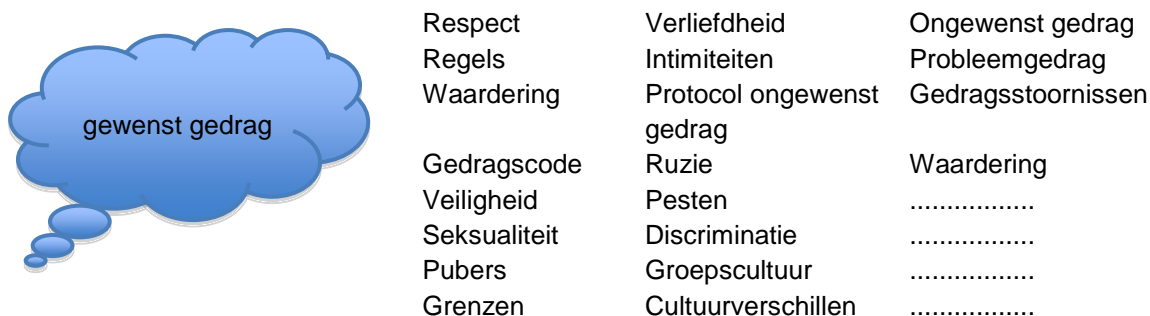 gewenst gedrag
Respect Verliefdheid Ongewenst gedrag
Regels Intimiteiten Probleemgedrag
Waardering Protocol ongewenst Gedragsstoornissen
gedrag
Gedragscode Ruzie Waardering
Veiligheid Pesten .................
Seksualiteit Discriminatie .................
Pubers Groepscultuur .................
Grenzen Cultuurverschillen .................